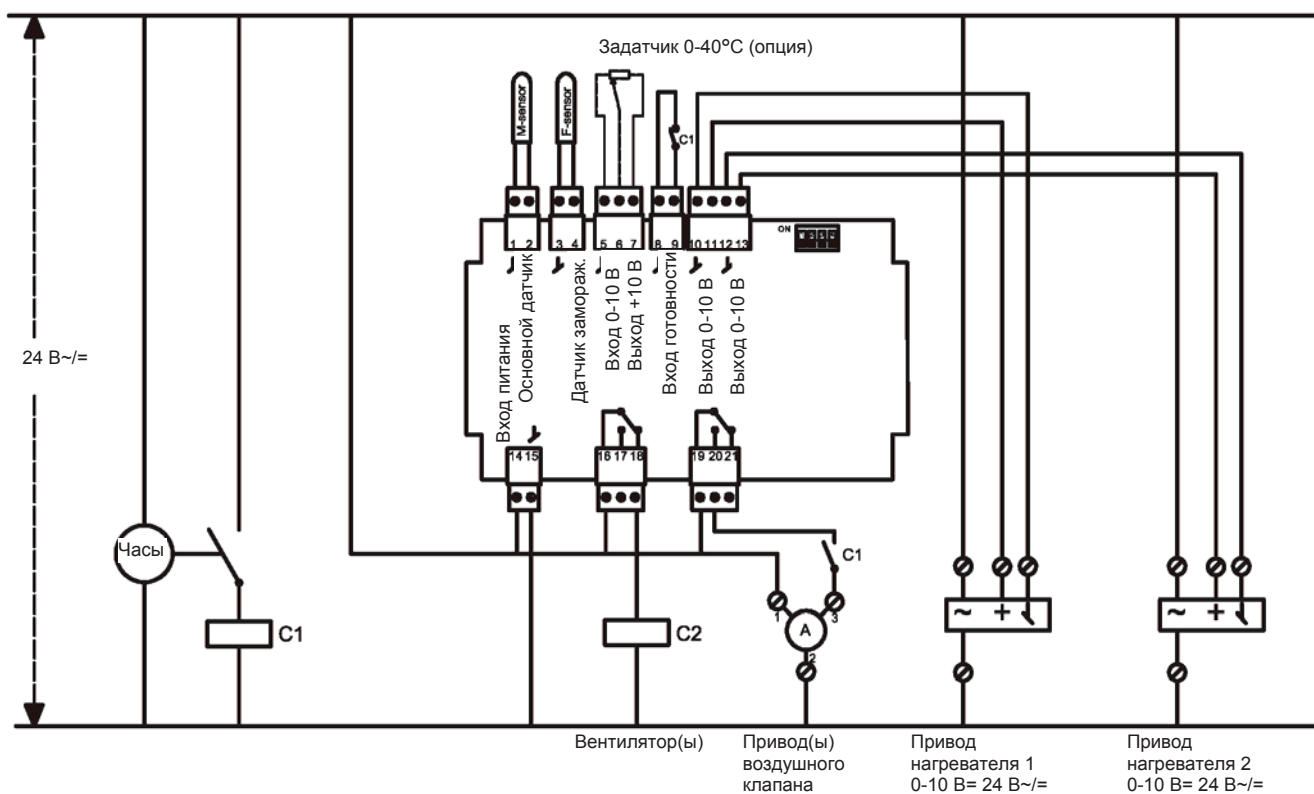 Задатчик 0-40°C (опция)
M-sensor
F-sensor
C1
ON
1 2
3 4
5 6 7
8 9
10 11 12 13
Вход питания
Основной датчик
Датчик замораж.
Вход 0-10 В
Выход +10 В
Вход готовности
Выход 0-10 В
Выход 0-10 В
24 В~/=
14 15
16 17 18
19 20 21
Часы
C1
C2
C1
1
3
A
2
~ +
~ +
Вентилятор(ы)
Привод(ы)
воздушного
клапана
Привод
нагревателя 1
0-10 В= 24 В~/=
Привод
нагревателя 2
0-10 В= 24 В~/=